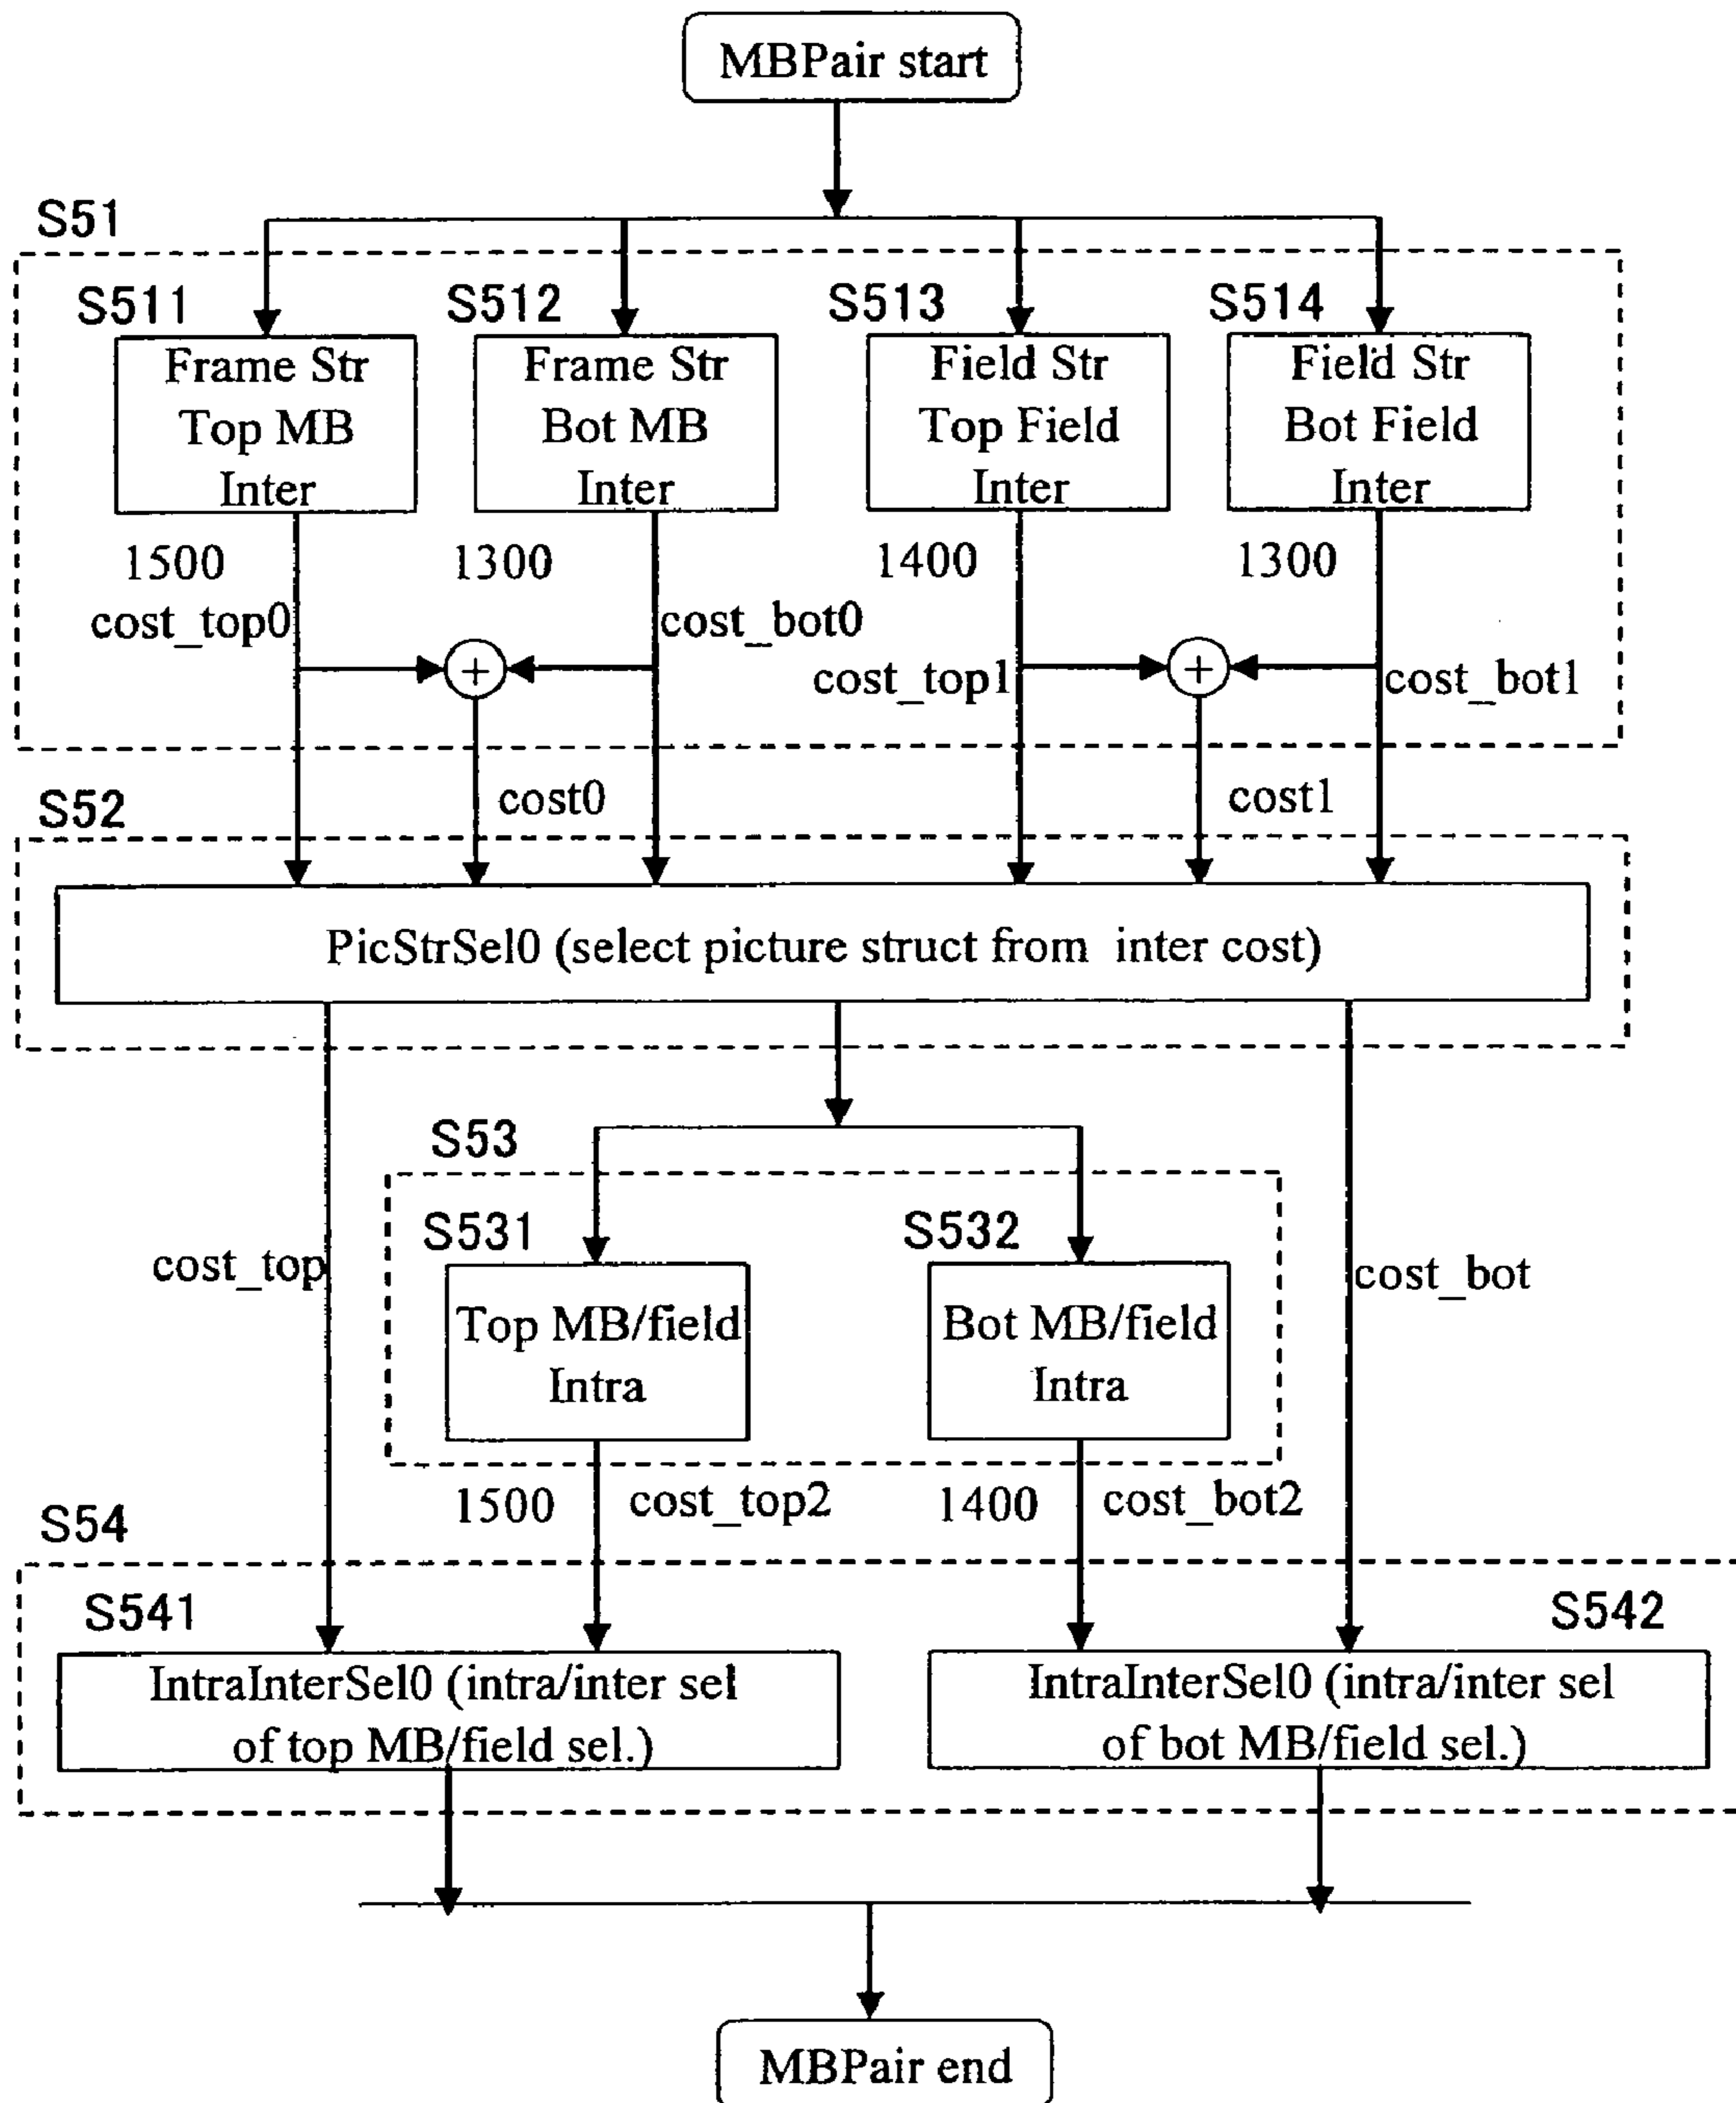 MBPair start
S51
S511
S512
S513
S514
Frame Str
Top MB
Inter
Frame Str
Bot MB
Inter
Field Str
Top Field
Inter
Field Str
Bot Field
Inter
1500
1300
1400
1300
cost_top0
cost_bot0
+
+
cost_top1
cost_bot1
S52
cost0
cost1
PicStrSel0 (select picture struct from inter cost)
S53
S531
S532
cost_top
cost_bot
Top MB/field
Intra
Bot MB/field
Intra
1500
cost_top2
1400
cost_bot2
S54
S541
S542
IntraInterSel0 (intra/inter sel
of top MB/field sel.)
IntraInterSel0 (intra/inter sel
of bot MB/field sel.)
MBPair end